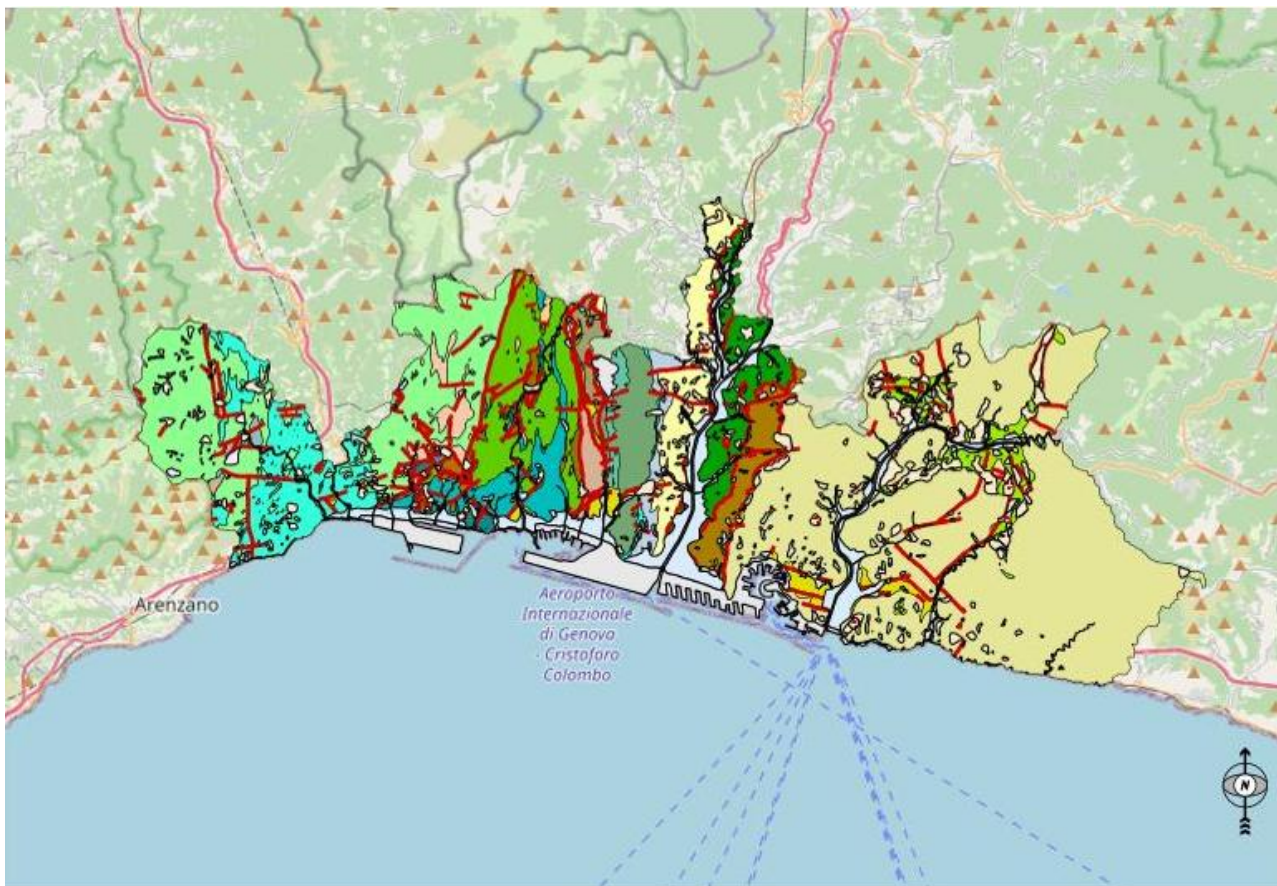 Arenzano
Aeroporto
Internazionale
di Genova
- Cristoforo
Colombo
N